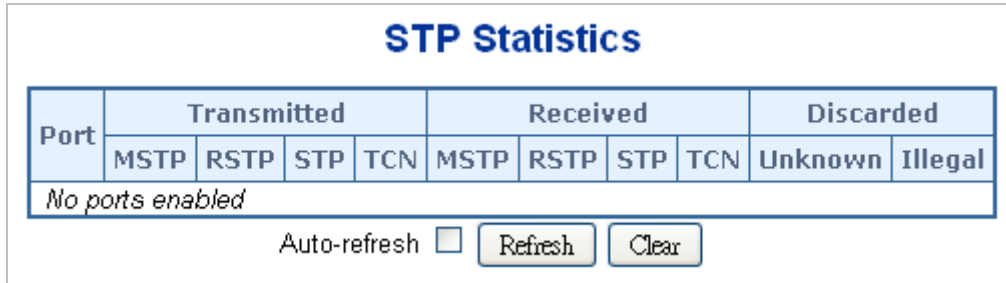 STP Statistics
Port Transmitted Received Discarded
MSTP RSTP STP TCN MSTP RSTP STP TCN Unknown Illegal
No ports enabled
Auto-refresh Refresh Clear